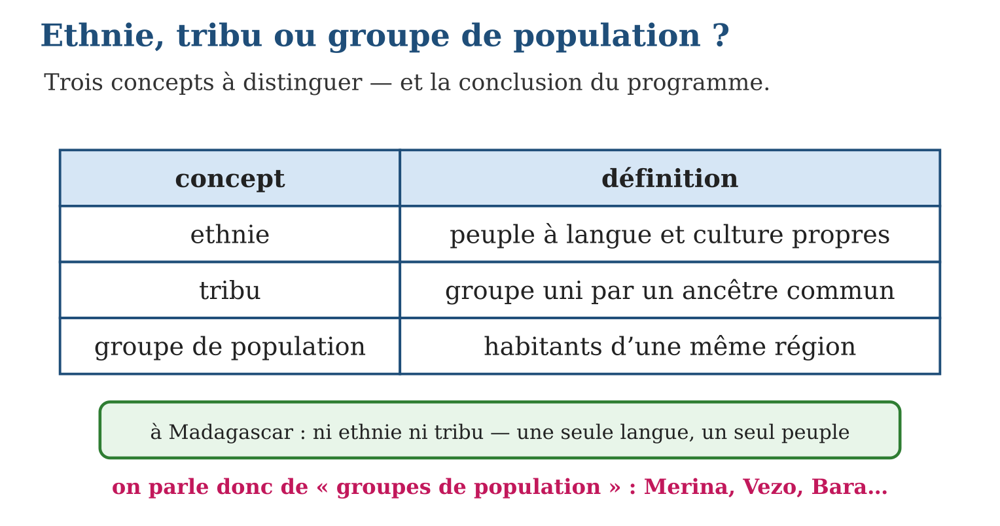 Ethnie, tribu ou groupe de population ?
Trois concepts à distinguer — et la conclusion du programme.
concept
définition
ethnie
peuple à langue et culture propres
tribu
groupe uni par un ancêtre commun
groupe de population
habitants d’une même région
à Madagascar : ni ethnie ni tribu — une seule langue, un seul peuple
on parle donc de « groupes de population » : Merina, Vezo, Bara…